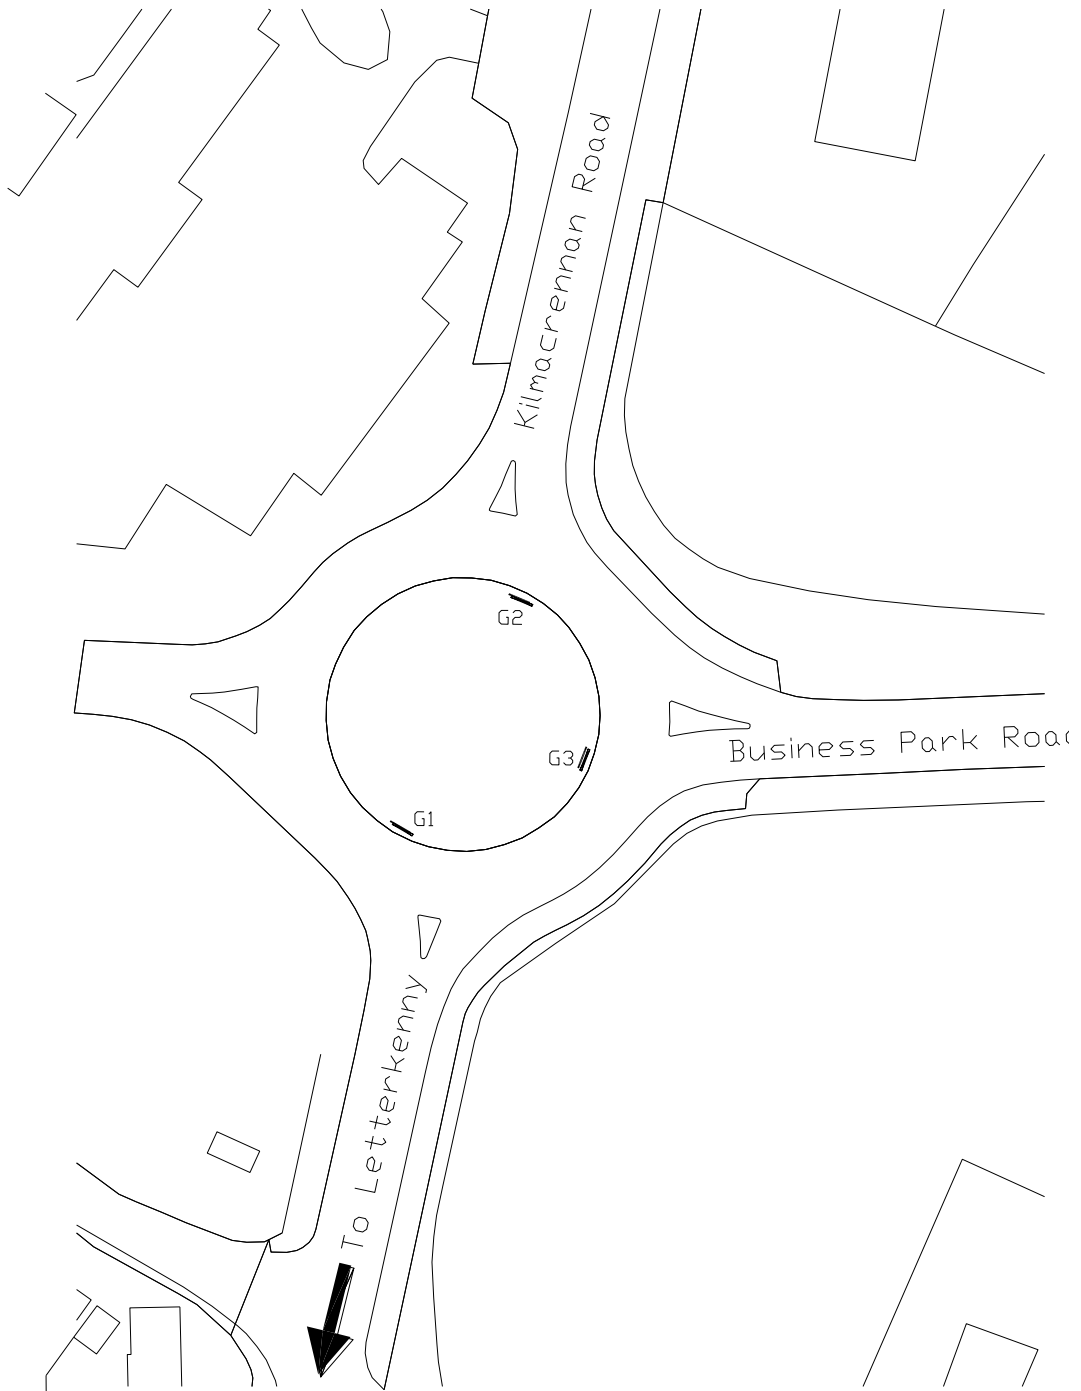 Kilmacrennan Road
G2
Business Park Road
G3
G1
To Letterkenny